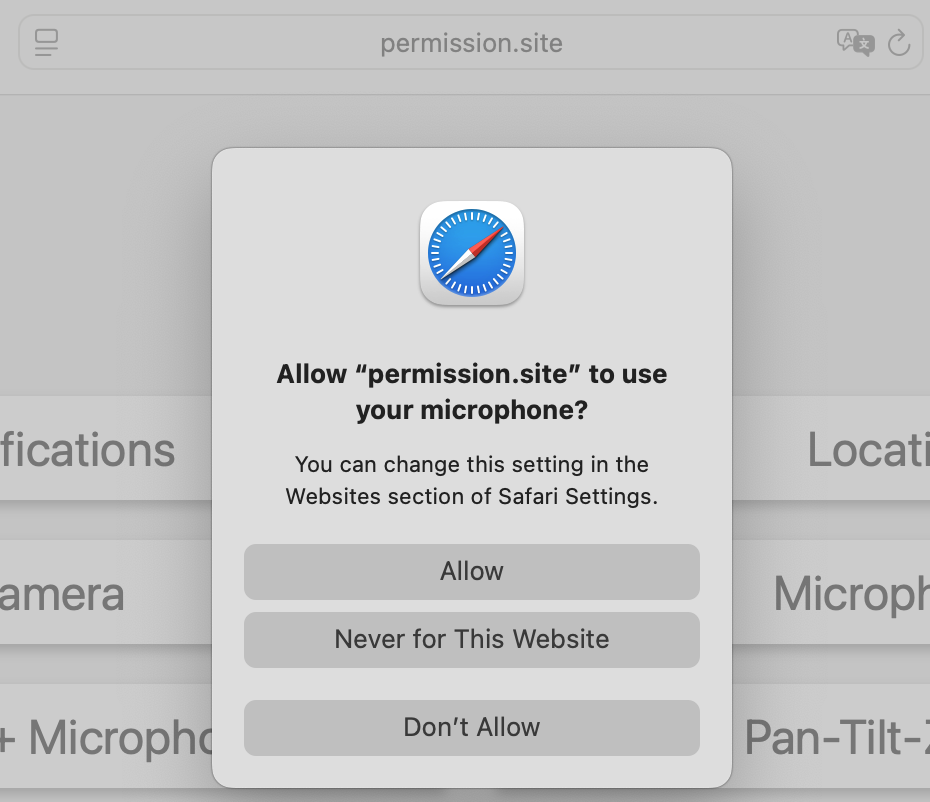 permission.site
Allow “permission.site” to use
your microphone?
You can change this setting in the
Websites section of Safari Settings.
fications
Locati
Allow
amera
Microph
Never for This Website
+ Micropho
Don’t Allow
Pan-Tilt-Z